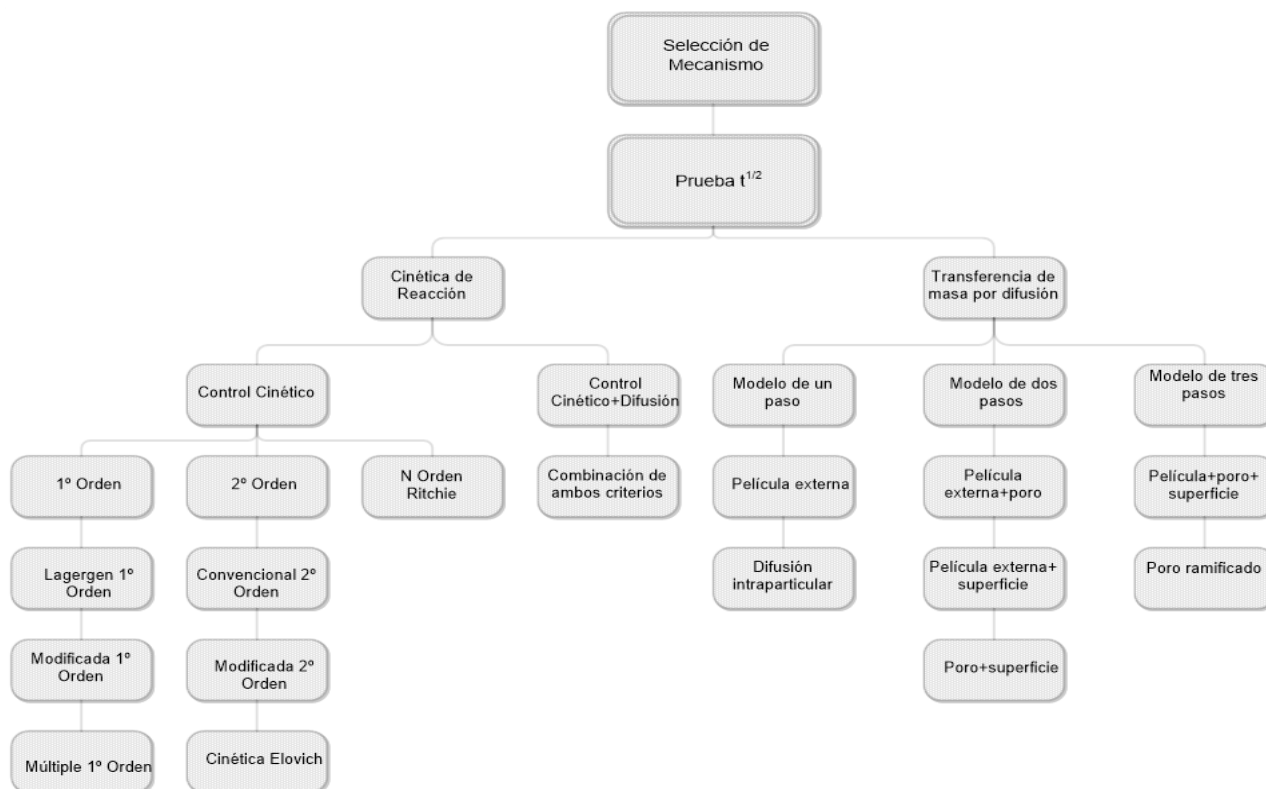 Selección de
Mecanismo
Prueba t^1/2
Cinética de
Reacción
Transferencia de
masa por difusión
Control Cinético
Control
Cinético+Difusión
Modelo de un
paso
Modelo de dos
pasos
Modelo de tres
pasos
1º Orden
2º Orden
N Orden
Ritchie
Combinación de
ambos criterios
Película externa
Película
externa+poro
Película+poro+
superficie
Lagergen 1º
Orden
Convencional 2º
Orden
Difusión
intraparticular
Película externa+
superficie
Poro ramificado
Modificada 1º
Orden
Modificada 2º
Orden
Poro+superficie
Múltiple 1º Orden
Cinética Elovich